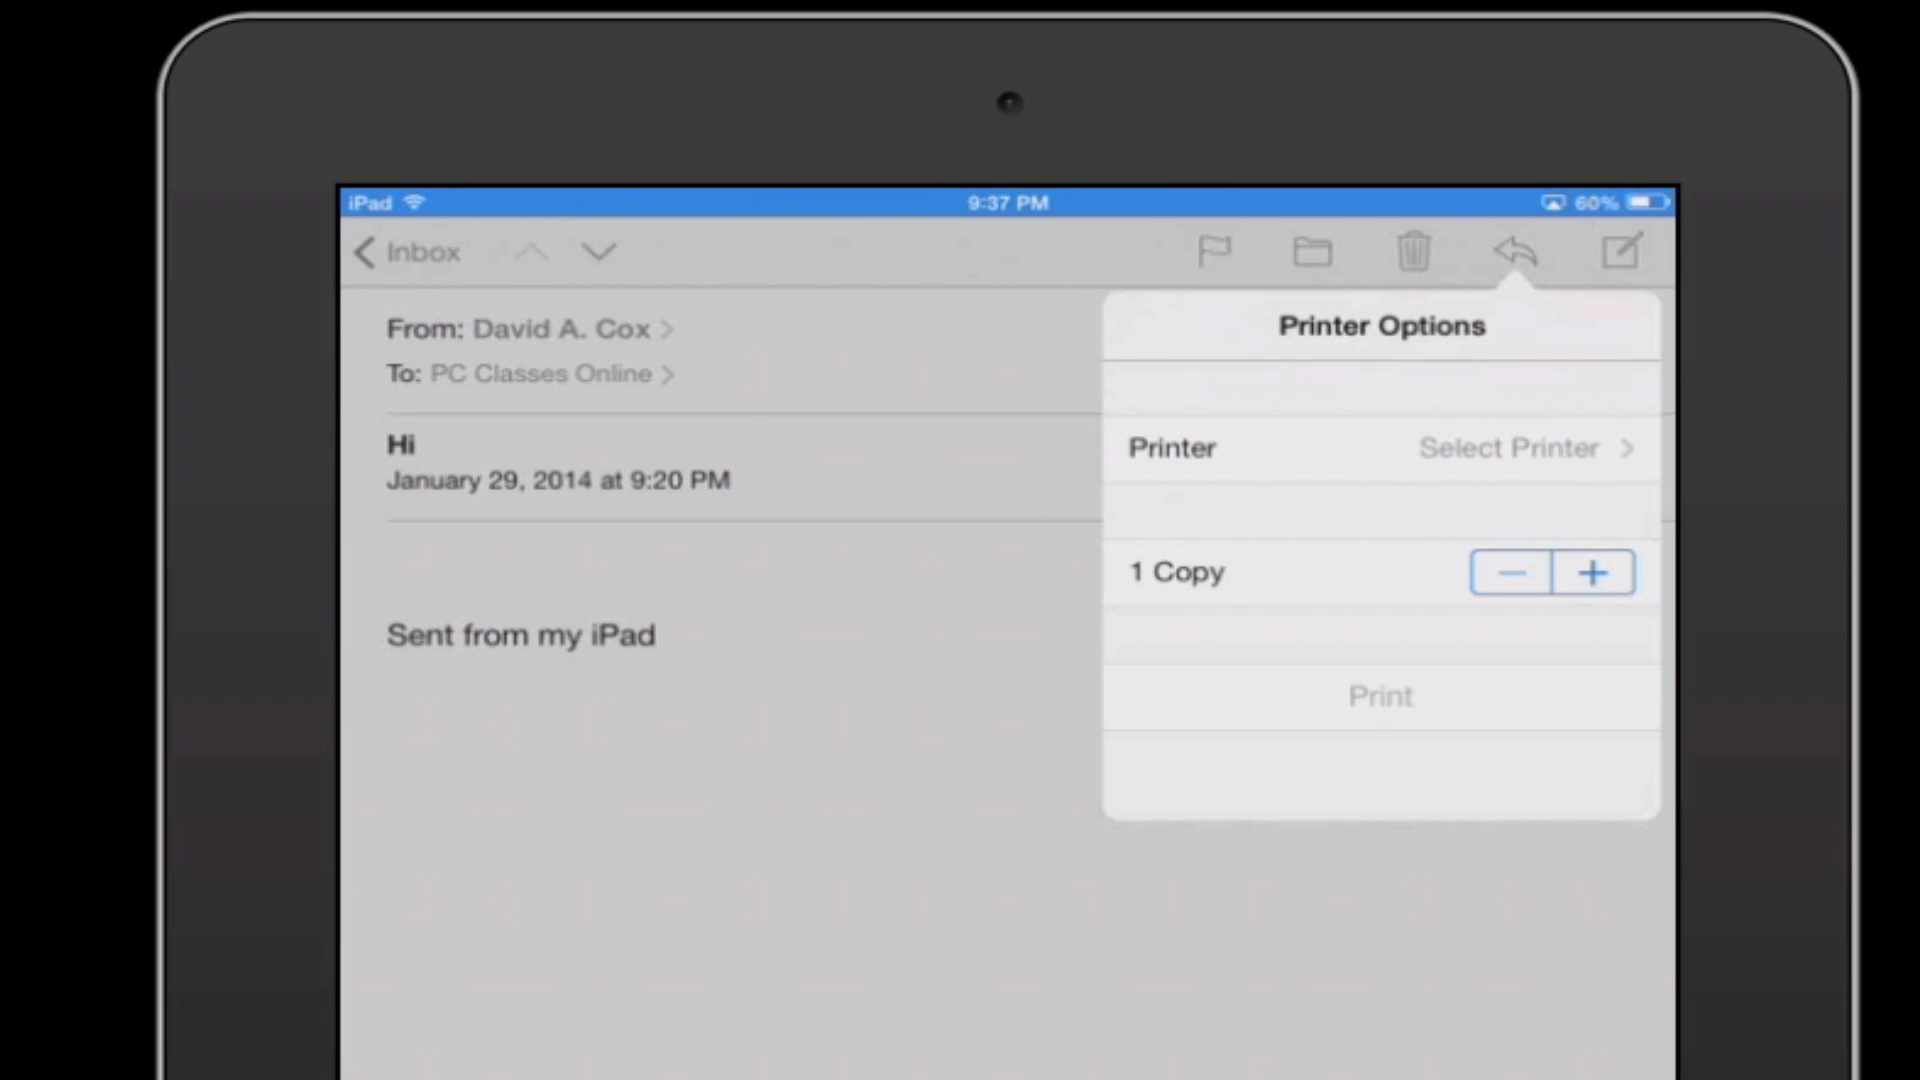 iPad 9:37 PM 60%
Inbox
From: David A. Cox
To: PC Classes Online
Hi
January 29, 2014 at 9:20 PM
Sent from my iPad
Printer Options
Printer Select Printer
1 Copy
Print